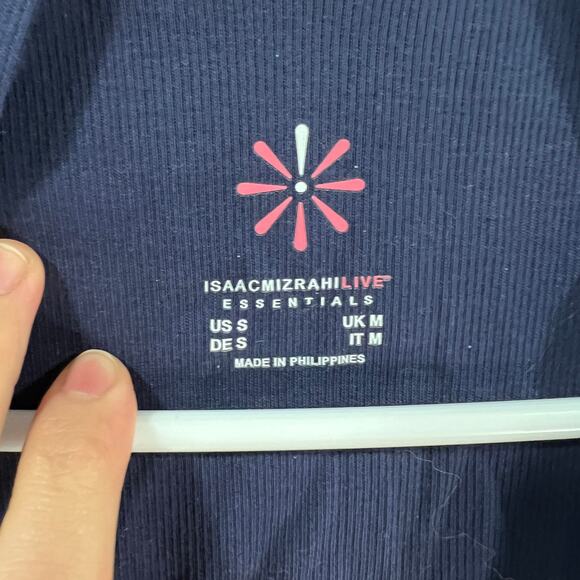 ISAACMIZRAHILIVE
ESSENTIALS
US S UK M
DE S IT M
MADE IN PHILIPPINES